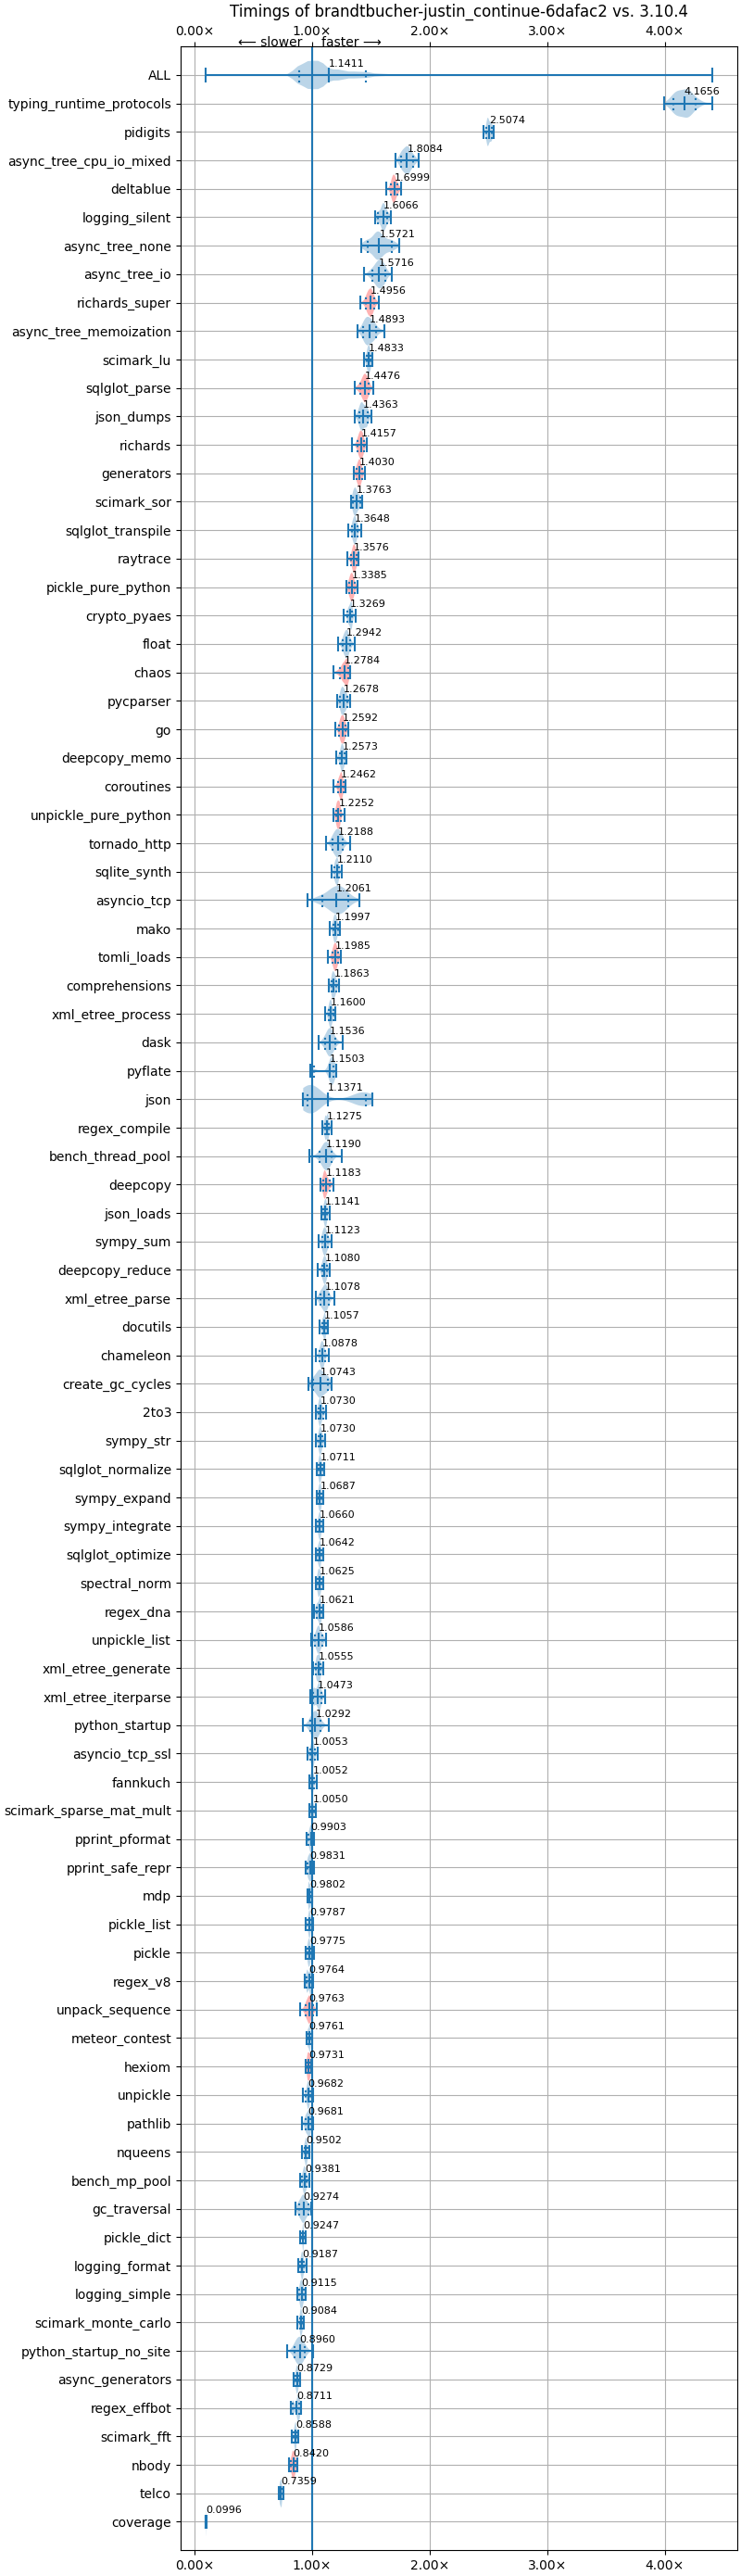 Timings of brandtbucher-justin_continue-6dafac2 vs. 3.10.4
0.00× 1.00× 2.00× 3.00× 4.00×
⟵ slower faster ⟶
ALL 1.1411
typing_runtime_protocols 4.1656
pidigits 2.5074
async_tree_cpu_io_mixed 1.8084
deltablue 1.6999
logging_silent 1.6066
async_tree_none 1.5721
async_tree_io 1.5716
richards_super 1.4956
async_tree_memoization 1.4893
scimark_lu 1.4833
sqlglot_parse 1.4476
json_dumps 1.4363
richards 1.4157
generators 1.4030
scimark_sor 1.3763
sqlglot_transpile 1.3648
raytrace 1.3576
pickle_pure_python 1.3385
crypto_pyaes 1.3269
float 1.2942
chaos 1.2784
pycparser 1.2678
go 1.2592
deepcopy_memo 1.2573
coroutines 1.2462
unpickle_pure_python 1.2252
tornado_http 1.2188
sqlite_synth 1.2110
asyncio_tcp 1.2061
mako 1.1997
tomli_loads 1.1985
comprehensions 1.1863
xml_etree_process 1.1600
dask 1.1536
pyflate 1.1503
json 1.1371
regex_compile 1.1275
bench_thread_pool 1.1190
deepcopy 1.1183
json_loads 1.1141
sympy_sum 1.1123
deepcopy_reduce 1.1080
xml_etree_parse 1.1078
docutils 1.1057
chameleon 1.0878
create_gc_cycles 1.0743
2to3 1.0730
sympy_str 1.0730
sqlglot_normalize 1.0711
sympy_expand 1.0687
sympy_integrate 1.0660
sqlglot_optimize 1.0642
spectral_norm 1.0625
regex_dna 1.0621
unpickle_list 1.0586
xml_etree_generate 1.0555
xml_etree_iterparse 1.0473
python_startup 1.0292
asyncio_tcp_ssl 1.0053
fannkuch 1.0052
scimark_sparse_mat_mult 1.0050
pprint_pformat 0.9903
pprint_safe_repr 0.9831
mdp 0.9802
pickle_list 0.9787
pickle 0.9775
regex_v8 0.9764
unpack_sequence 0.9763
meteor_contest 0.9761
hexiom 0.9731
unpickle 0.9682
pathlib 0.9681
nqueens 0.9502
bench_mp_pool 0.9381
gc_traversal 0.9274
pickle_dict 0.9247
logging_format 0.9187
logging_simple 0.9115
scimark_monte_carlo 0.9084
python_startup_no_site 0.8960
async_generators 0.8729
regex_effbot 0.8711
scimark_fft 0.8588
nbody 0.8420
telco 0.7359
coverage 0.0996
0.00× 1.00× 2.00× 3.00× 4.00×